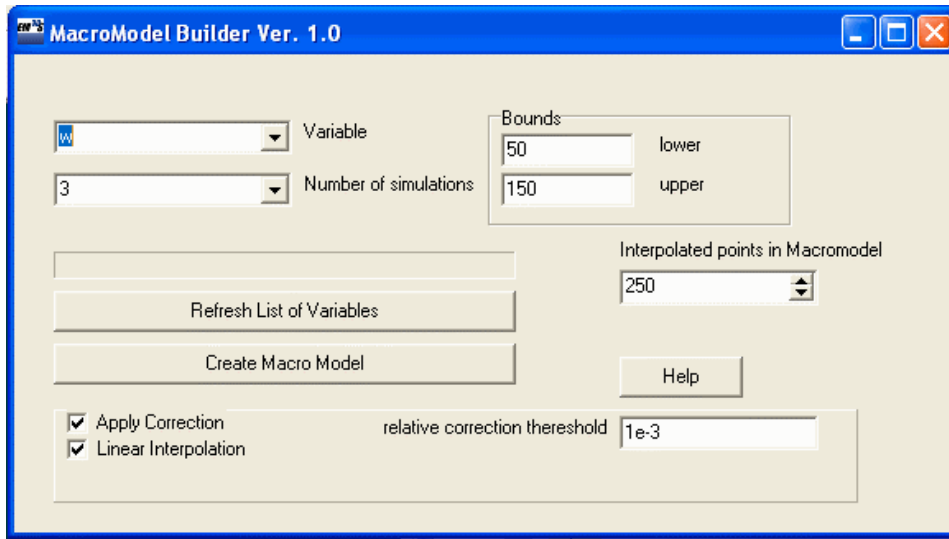 MacroModel Builder Ver. 1.0
w Variable
3 Number of simulations
Bounds
50 lower
150 upper
Interpolated points in Macromodel
250
Refresh List of Variables
Create Macro Model
Help
Apply Correction
Linear Interpolation
relative correction thereshold 1e-3